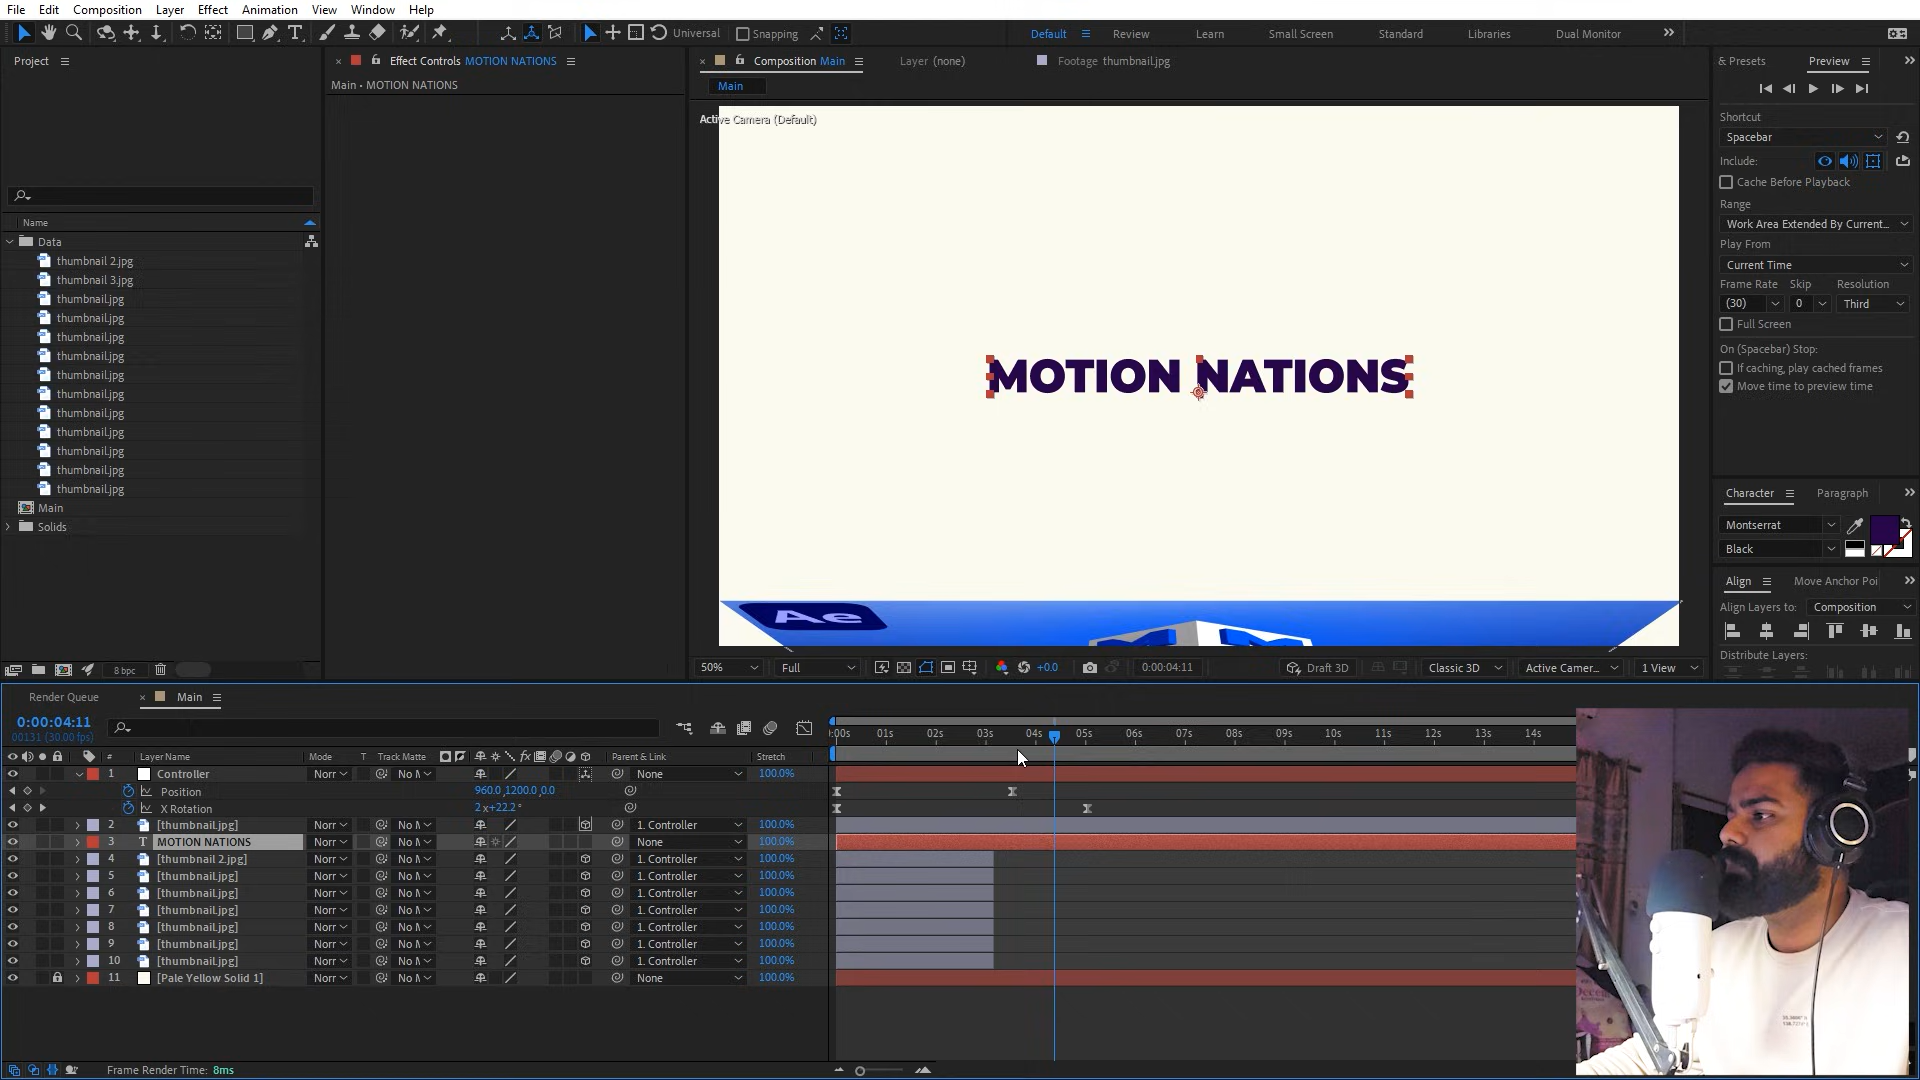 File Edit Composition Layer Effect Animation View Window Help
Universal Snapping Default Review Learn Small Screen Standard Libraries Dual Monitor
Project
Effect Controls MOTION NATIONS
Composition Main Layer (none) Footage thumbnail.jpg
& Presets Preview
Main • MOTION NATIONS
Main
Active Camera (Default)
Shortcut
Spacebar
Include:
Cache Before Playback
Range
Work Area Extended By Current...
Play From
Current Time
Frame Rate Skip Resolution
(30) 0 Third
Full Screen
On (Spacebar) Stop:
If caching, play cached frames
Move time to preview time
Name
Data
thumbnail 2.jpg
thumbnail 3.jpg
thumbnail.jpg
thumbnail.jpg
thumbnail.jpg
thumbnail.jpg
thumbnail.jpg
thumbnail.jpg
thumbnail.jpg
thumbnail.jpg
thumbnail.jpg
thumbnail.jpg
thumbnail.jpg
Main
Solids
MOTION NATIONS
Ae
Character Paragraph
Montserrat
Black
Align Move Anchor Poi
Align Layers to: Composition
Distribute Layers:
8 bpc
50% Full +0.0 0:00:04:11 Draft 3D Classic 3D Active Camer... 1 View
Render Queue Main
0:00:04:11
00131 (30.00 fps)
:00s 01s 02s 03s 04s 05s 06s 07s 08s 09s 10s 11s 12s 13s 14s
# Layer Name Mode T Track Matte fx Parent & Link Stretch
1 Controller Norr No M None 100.0%
Position 960.0,1200.0,0.0
X Rotation 2x+22.2°
2 [thumbnail.jpg] Norr No M 1. Controller 100.0%
3 T MOTION NATIONS Norr No M None 100.0%
4 [thumbnail 2.jpg] Norr No M 1. Controller 100.0%
5 [thumbnail.jpg] Norr No M 1. Controller 100.0%
6 [thumbnail.jpg] Norr No M 1. Controller 100.0%
7 [thumbnail.jpg] Norr No M 1. Controller 100.0%
8 [thumbnail.jpg] Norr No M 1. Controller 100.0%
9 [thumbnail.jpg] Norr No M 1. Controller 100.0%
10 [thumbnail.jpg] Norr No M 1. Controller 100.0%
11 [Pale Yellow Solid 1] Norr No M None 100.0%
Frame Render Time: 8ms